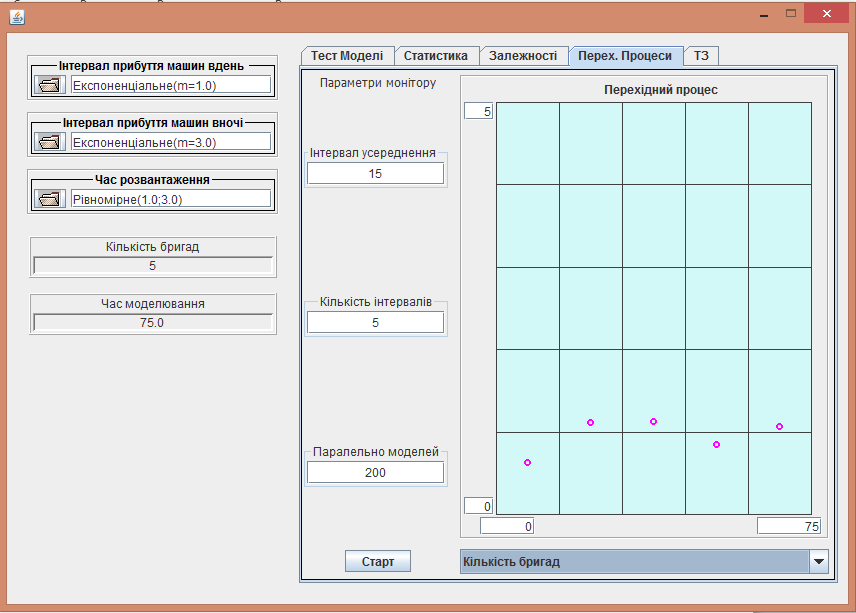 Інтервал прибуття машин вдень
Експоненціальне(m=1.0)
Інтервал прибуття машин вночі
Експоненціальне(m=3.0)
Час розвантаження
Рівномірне(1.0;3.0)
Кількість бригад
5
Час моделювання
75.0
Тест Моделі Статистика Залежності Перех. Процеси ТЗ
Параметри монітору
Інтервал усереднення
15
Кількість інтервалів
5
Паралельно моделей
200
Старт
Перехідний процес
5
0
0 75
Кількість бригад